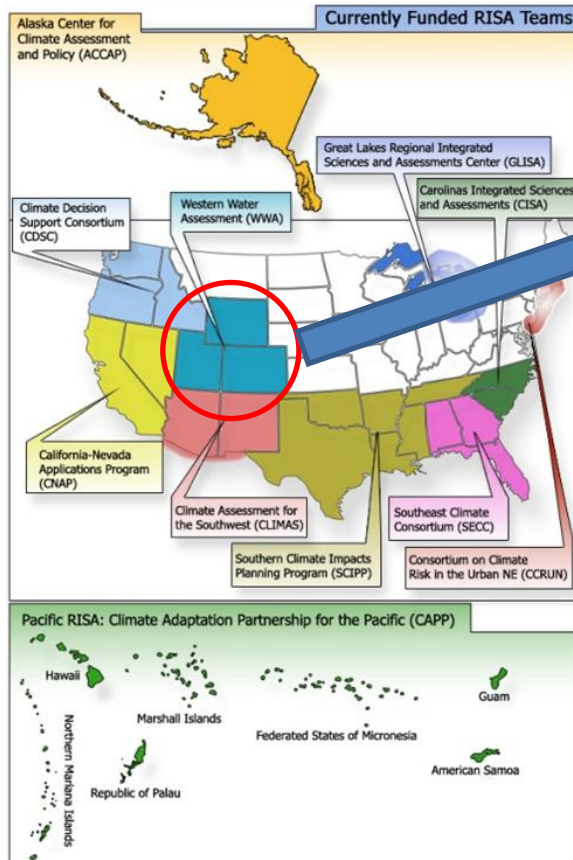 Alaska Center for
Climate Assessment
and Policy (ACCAP)
Currently Funded RISA Teams
Great Lakes Regional Integrated
Sciences and Assessments Center (GLISA)
Climate Decision
Support Consortium
(CDSC)
Western Water
Assessment (WWA)
Carolinas Integrated Sciences
and Assessments (CISA)
California-Nevada
Applications Program
(CNAP)
Climate Assessment for
the Southwest (CLIMAS)
Southeast Climate
Consortium (SECC)
Southern Climate Impacts
Planning Program (SCIPP)
Consortium on Climate
Risk in the Urban NE (CCRUN)
Pacific RISA: Climate Adaptation Partnership for the Pacific (CAPP)
Hawaii
Marshall Islands
Federated States of Micronesia
Guam
Northern Mariana Islands
Republic of Palau
American Samoa